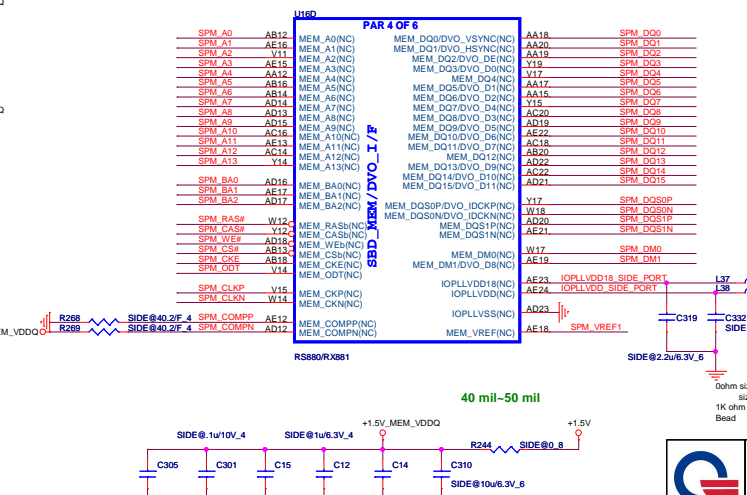 U16D
PAR 4 OF 6
SPM_A0 AB12 MEM_A0(NC) MEM_DQ0/DVO_VSYNC(NC) AA18 SPM_DQ0
SPM_A1 AE16 MEM_A1(NC) MEM_DQ1/DVO_HSYNC(NC) AA20 SPM_DQ1
SPM_A2 V11 MEM_A2(NC) MEM_DQ2/DVO_DE(NC) AA19 SPM_DQ2
SPM_A3 AE15 MEM_A3(NC) MEM_DQ3/DVO_D0(NC) Y19 SPM_DQ3
SPM_A4 AA12 MEM_A4(NC) MEM_DQ4(NC) V17 SPM_DQ4
SPM_A5 AB16 MEM_A5(NC) MEM_DQ5/DVO_D1(NC) AA17 SPM_DQ5
SPM_A6 AB14 MEM_A6(NC) MEM_DQ6/DVO_D2(NC) AA15 SPM_DQ6
SPM_A7 AD14 MEM_A7(NC) MEM_DQ7/DVO_D4(NC) Y15 SPM_DQ7
SPM_A8 AD13 MEM_A8(NC) MEM_DQ8/DVO_D3(NC) AC20 SPM_DQ8
SPM_A9 AD15 MEM_A9(NC) MEM_DQ9/DVO_D5(NC) AD19 SPM_DQ9
SPM_A10 AC16 MEM_A10(NC) MEM_DQ10/DVO_D6(NC) AE22 SPM_DQ10
SPM_A11 AE13 MEM_A11(NC) MEM_DQ11/DVO_D7(NC) AC18 SPM_DQ11
SPM_A12 AC14 MEM_A12(NC) MEM_DQ12(NC) AB20 SPM_DQ12
SPM_A13 Y14 MEM_A13(NC) MEM_DQ13/DVO_D9(NC) AD22 SPM_DQ13
MEM_DQ14/DVO_D10(NC) AC22 SPM_DQ14
SPM_BA0 AD16 MEM_BA0(NC) MEM_DQ15/DVO_D11(NC) AD21 SPM_DQ15
SPM_BA1 AE17 MEM_BA1(NC)
SPM_BA2 AD17 MEM_BA2(NC) MEM_DQS0P/DVO_IDCKP(NC) Y17 SPM_DQS0P
MEM_DQS0N/DVO_IDCKN(NC) W18 SPM_DQS0N
SPM_RAS# W12 MEM_RASb(NC) MEM_DQS1P(NC) AD20 SPM_DQS1P
SPM_CAS# Y12 MEM_CASb(NC) MEM_DQS1N(NC) AE21 SPM_DQS1N
SPM_WE# AD18 MEM_WEb(NC)
SPM_CS# AB13 MEM_CSb(NC) MEM_DM0(NC) W17 SPM_DM0
SPM_CKE AB18 MEM_CKE(NC) MEM_DM1/DVO_D8(NC) AE19 SPM_DM1
SPM_ODT V14 MEM_ODT(NC)
SBD_MEM/DVO_I/F
IOPLLVDD18(NC) AE23 IOPLLVDD18_SIDE_PORT L37
SPM_CLKP V15 MEM_CKP(NC) IOPLLVDD(NC) AE24 IOPLLVDD_SIDE_PORT L38
SPM_CLKN W14 MEM_CKN(NC)
IOPLLVSS(NC) AD23
R268 SIDE@40.2/F_4 SPM_COMPP AE12 MEM_COMPP(NC)
EM_VDDQ R269 SIDE@40.2/F_4 SPM_COMPN AD12 MEM_COMPN(NC) MEM_VREF(NC) AE18 SPM_VREF1
C319 C332
SIDE
RS880/RX881
SIDE@2.2u/6.3V_6
0ohm si
si
1K ohm
Bead
40 mil~50 mil
+1.5V_MEM_VDDQ +1.5V
SIDE@.1u/10V_4 SIDE@1u/6.3V_4
R244 SIDE@0_8
C305 C301 C15 C12 C14 C310
SIDE@10u/6.3V_6